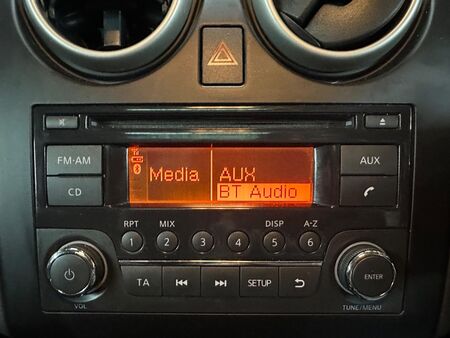 FM·AM
CD
Media
AUX
BT Audio
AUX
RPT MIX DISP A-Z
1 2 3 4 5 6
TA SETUP ENTER
VOL TUNE/MENU